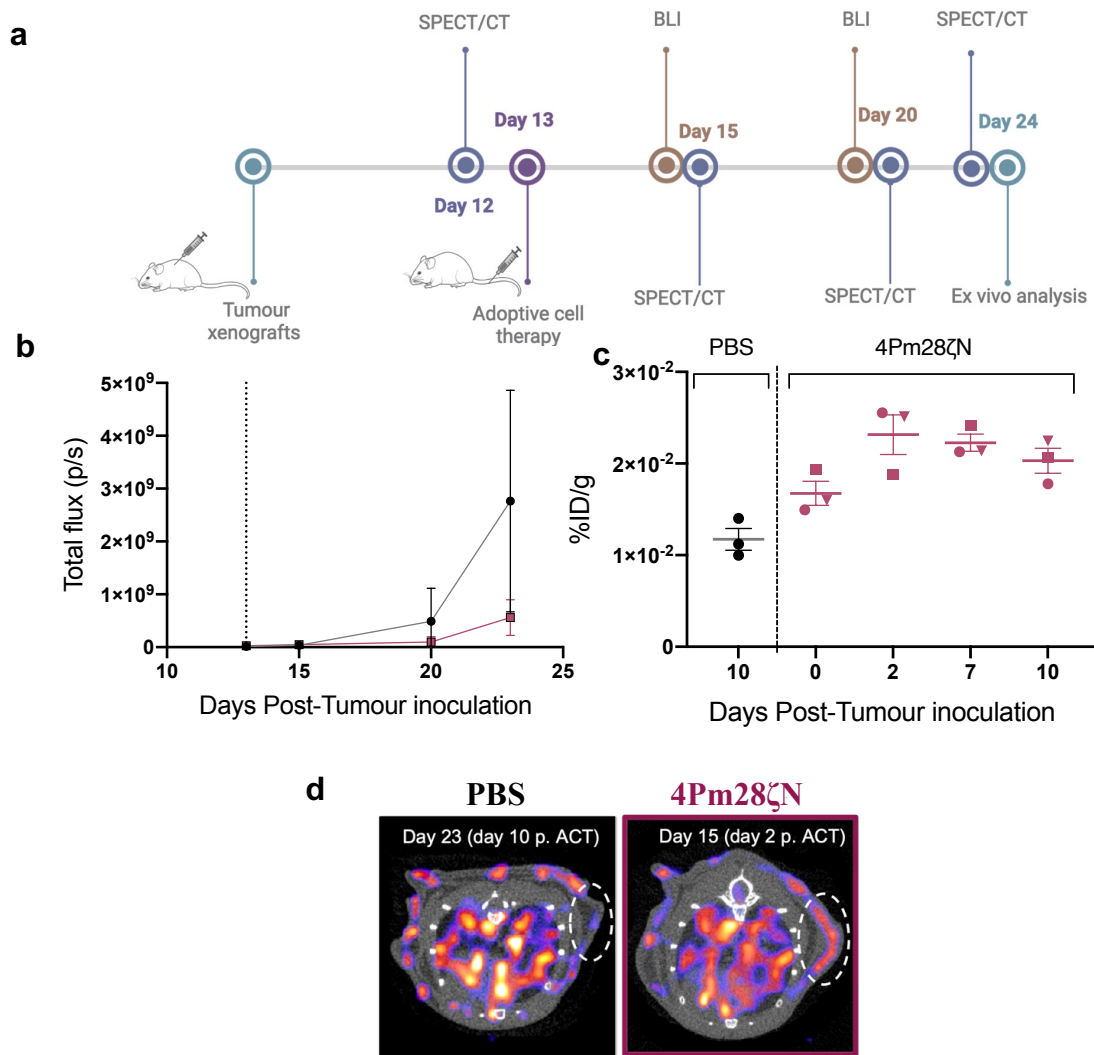 a
SPECT/CT
BLI
BLI
SPECT/CT
Day 13
Day 15
Day 20
Day 24
Day 12
Tumour
xenografts
Adoptive cell
therapy
SPECT/CT
SPECT/CT
Ex vivo analysis
b
5×10⁹
4×10⁹
3×10⁹
2×10⁹
1×10⁹
0
Total flux (p/s)
10 15 20 25
Days Post-Tumour inoculation
c
PBS
4Pm28ζN
3×10⁻²
2×10⁻²
1×10⁻²
0
%ID/g
10 0 2 7 10
Days Post-Tumour inoculation
d
PBS
4Pm28ζN
Day 23 (day 10 p. ACT)
Day 15 (day 2 p. ACT)